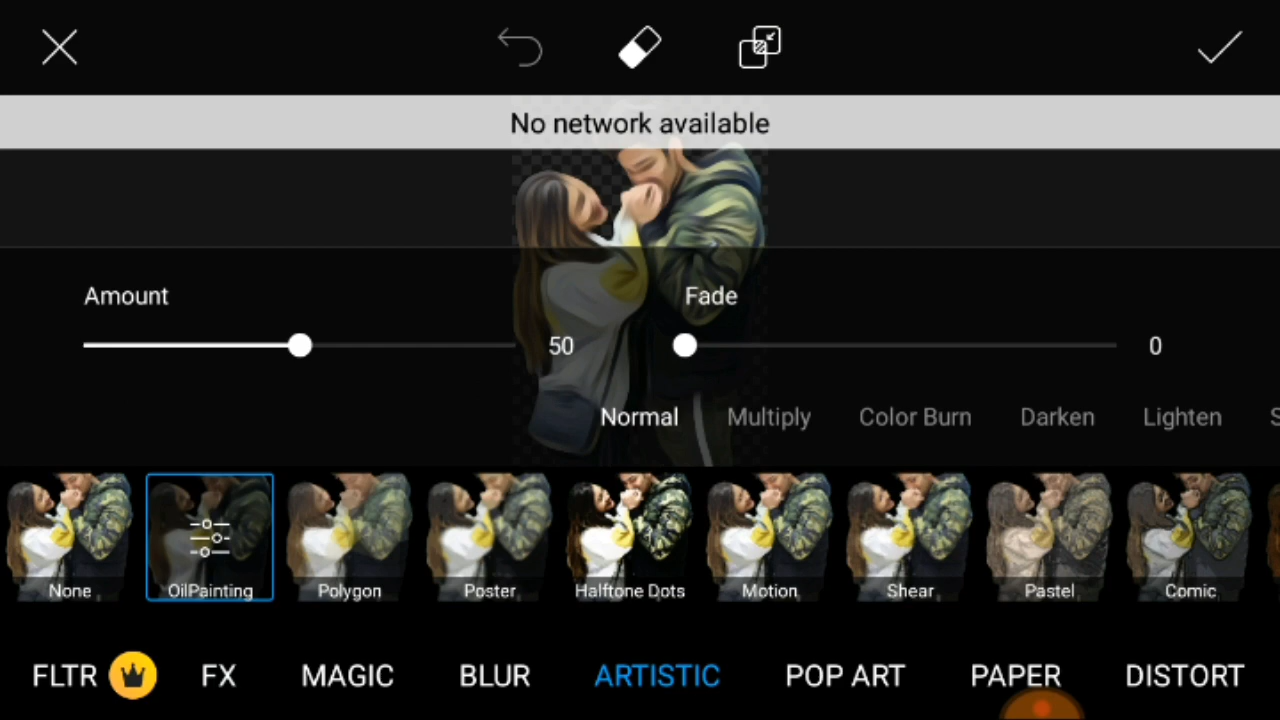 No network available
Amount
Fade
50
0
Normal Multiply Color Burn Darken Lighten S
None OilPainting Polygon Poster Halftone Dots Motion Shear Pastel Comic
FLTR FX MAGIC BLUR ARTISTIC POP ART PAPER DISTORT